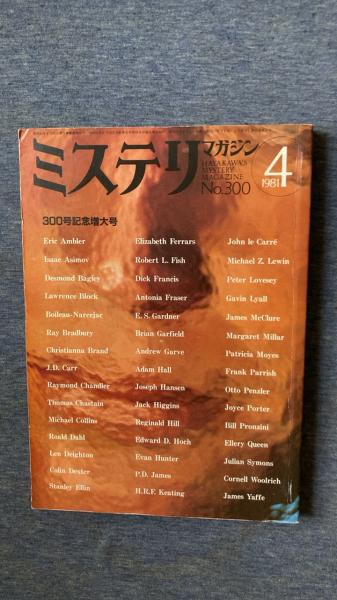 ミステリマガジン
HAYAKAWA'S
MYSTERY
MAGAZINE
No.300
4
1981
300号記念増大号
Eric Ambler
Isaac Asimov
Desmond Bagley
Lawrence Block
Boileau-Narcejac
Ray Bradbury
Christianna Brand
J.D. Carr
Raymond Chandler
Thomas Chastain
Michael Collins
Roald Dahl
Len Deighton
Colin Dexter
Stanley Ellin
Elizabeth Ferrars
Robert L. Fish
Dick Francis
Antonia Fraser
E.S. Gardner
Brian Garfield
Andrew Garve
Adam Hall
Joseph Hansen
Jack Higgins
Reginald Hill
Edward D. Hoch
Evan Hunter
P.D. James
H.R.F. Keating
John le Carré
Michael Z. Lewin
Peter Lovesey
Gavin Lyall
James McClure
Margaret Millar
Patricia Moyes
Frank Parrish
Otto Penzler
Joyce Porter
Bill Pronzini
Ellery Queen
Julian Symons
Cornell Woolrich
James Yaffe